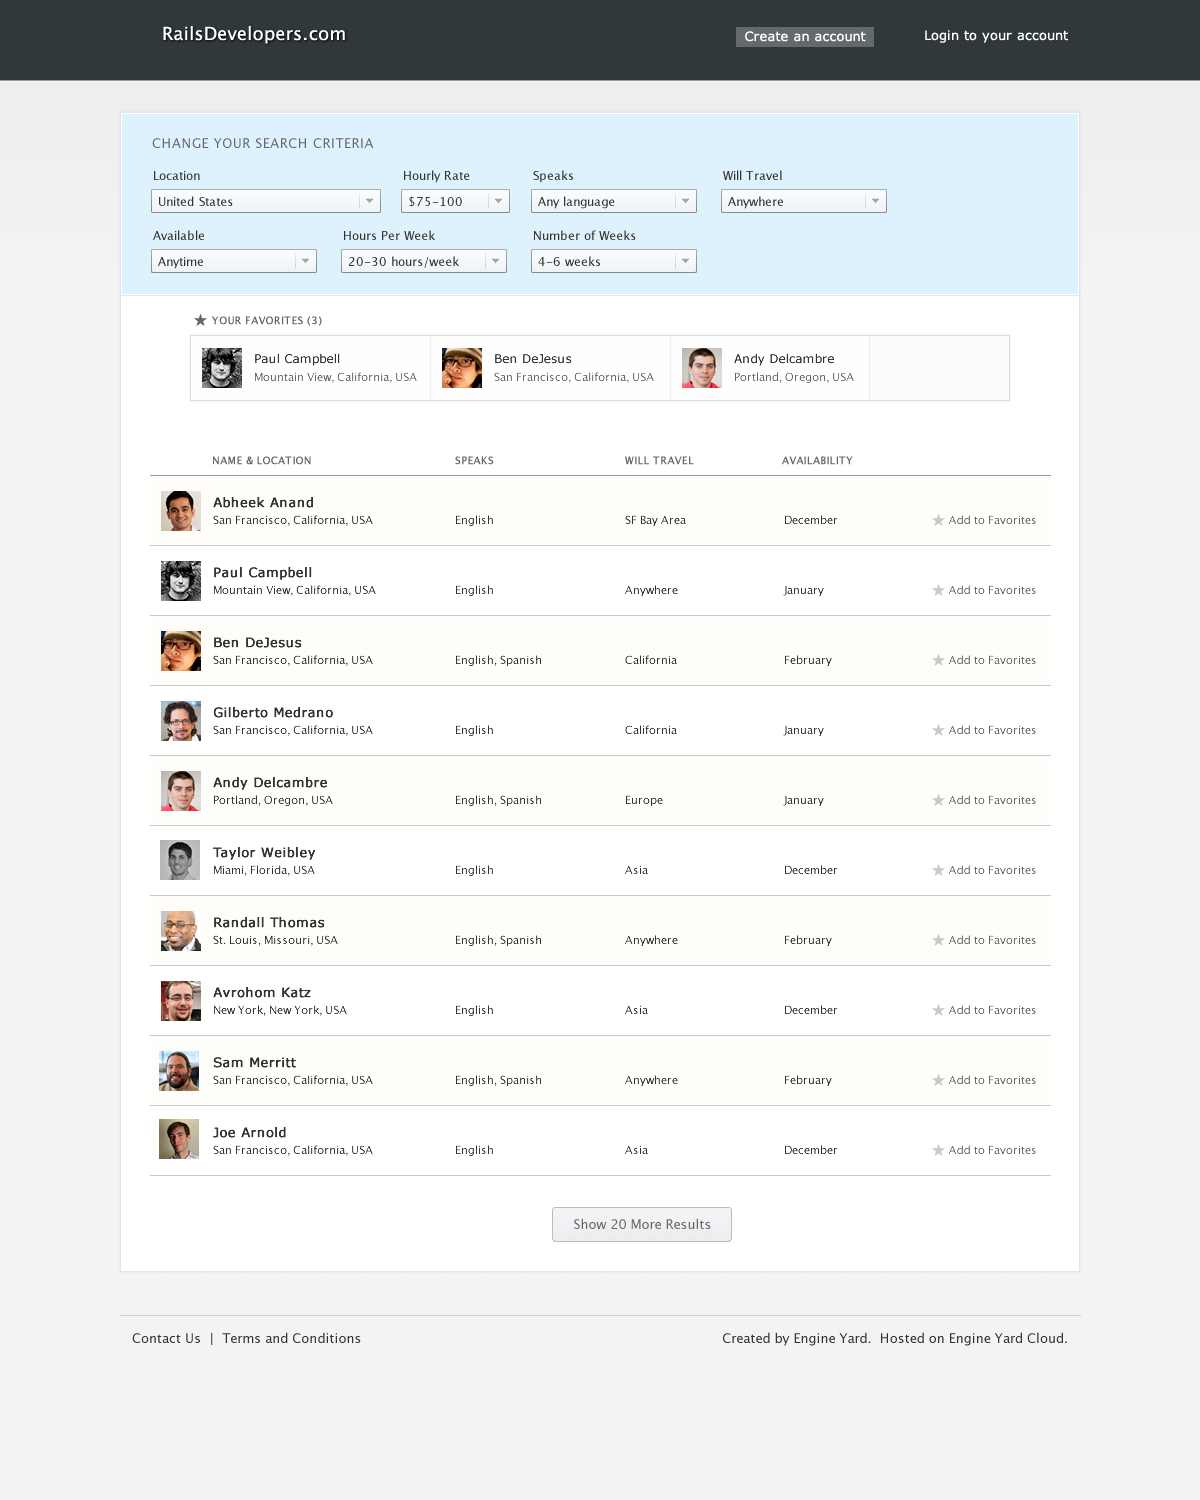 RailsDevelopers.com
Create an account
Login to your account
CHANGE YOUR SEARCH CRITERIA
Location Hourly Rate Speaks Will Travel
United States $75-100 Any language Anywhere
Available Hours Per Week Number of Weeks
Anytime 20-30 hours/week 4-6 weeks
YOUR FAVORITES (3)
Paul Campbell Ben DeJesus Andy Delcambre
Mountain View, California, USA San Francisco, California, USA Portland, Oregon, USA
NAME & LOCATION SPEAKS WILL TRAVEL AVAILABILITY
Abheek Anand
San Francisco, California, USA English SF Bay Area December Add to Favorites
Paul Campbell
Mountain View, California, USA English Anywhere January Add to Favorites
Ben DeJesus
San Francisco, California, USA English, Spanish California February Add to Favorites
Gilberto Medrano
San Francisco, California, USA English California January Add to Favorites
Andy Delcambre
Portland, Oregon, USA English, Spanish Europe January Add to Favorites
Taylor Weibley
Miami, Florida, USA English Asia December Add to Favorites
Randall Thomas
St. Louis, Missouri, USA English, Spanish Anywhere February Add to Favorites
Avrohom Katz
New York, New York, USA English Asia December Add to Favorites
Sam Merritt
San Francisco, California, USA English, Spanish Anywhere February Add to Favorites
Joe Arnold
San Francisco, California, USA English Asia December Add to Favorites
Show 20 More Results
Contact Us | Terms and Conditions Created by Engine Yard. Hosted on Engine Yard Cloud.